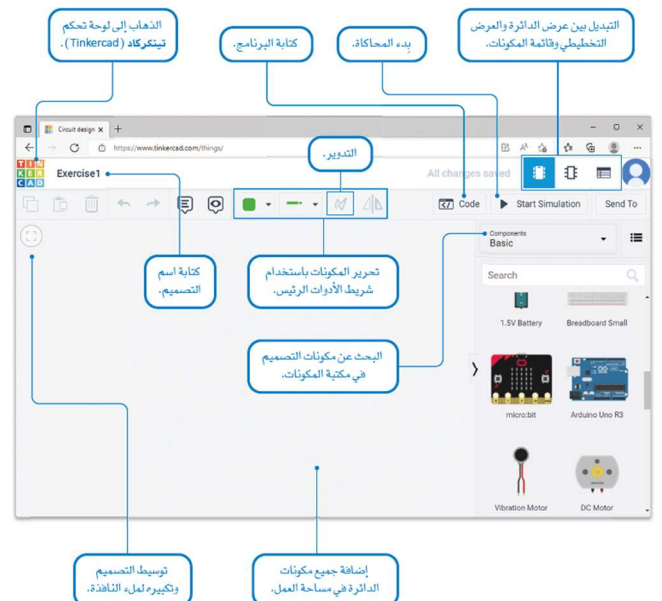 الذهاب إلى لوحة تحكم
تينكركاد (Tinkercad).
كتابة البرنامج.
بدء المحاكاة.
التبديل بين عرض الدائرة والعرض
التخطيطي وقائمة المكونات.
Circuit design
https://www.tinkercad.com/things/
TIN
KER
CAD
Exercise1
التدوير.
All changes saved
Code
Start Simulation
Send To
كتابة اسم
التصميم.
تحرير المكونات باستخدام
شريط الأدوات الرئيس.
Components
Basic
Search
1.5V Battery
Breadboard Small
البحث عن مكونات التصميم
في مكتبة المكونات.
micro:bit
Arduino Uno R3
Vibration Motor
DC Motor
توسيط التصميم
وتكبيره لملء النافذة.
إضافة جميع مكونات
الدائرة في مساحة العمل.